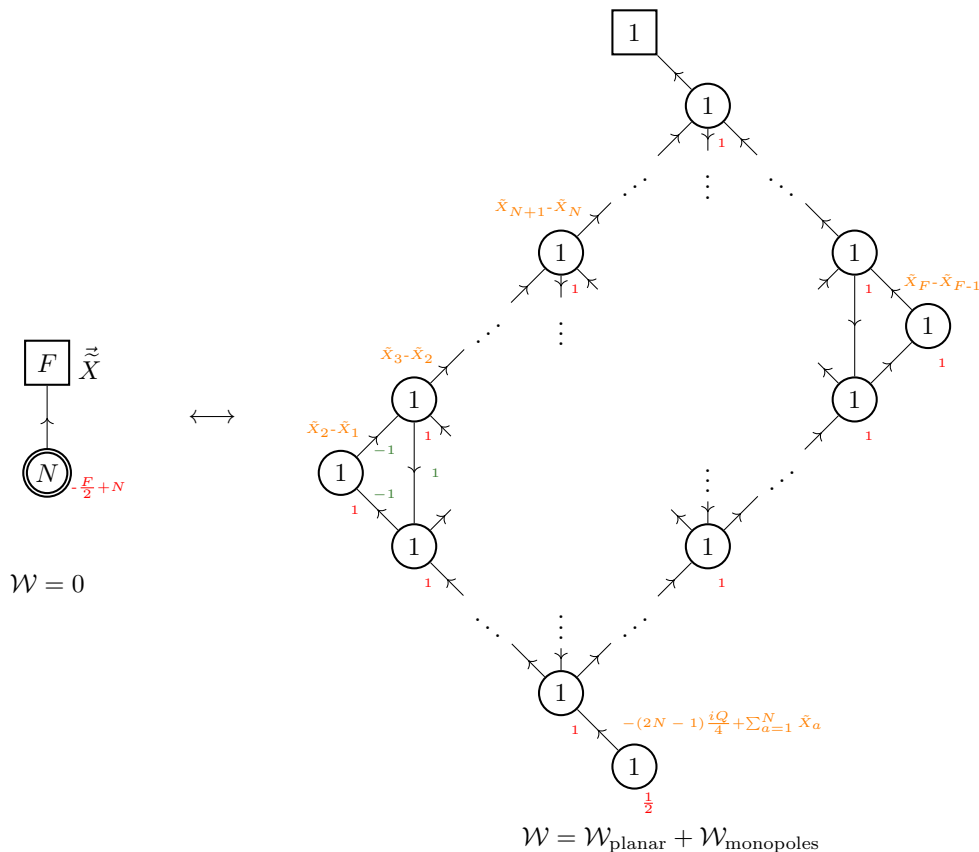 1
1
1
⋯ ⋮ ⋯
X̃_{N+1}-X̃_N
1
1
1
1
X̃_F-X̃_{F-1}
⋯ ⋮
1
1
F
\vec{\tilde{X}}
X̃_3-X̃_2
1
1
1
1
⟷
X̃_2-X̃_1
-1
1
1
-1
1
N
-F/2+N
⋮ ⋯
1
1
1
1
𝒲 = 0
⋯ ⋮ ⋯
1
1
-(2N - 1) iQ/4 + ∑_{a=1}^{N} X̃_a
1
1/2
𝒲 = 𝒲_planar + 𝒲_monopoles